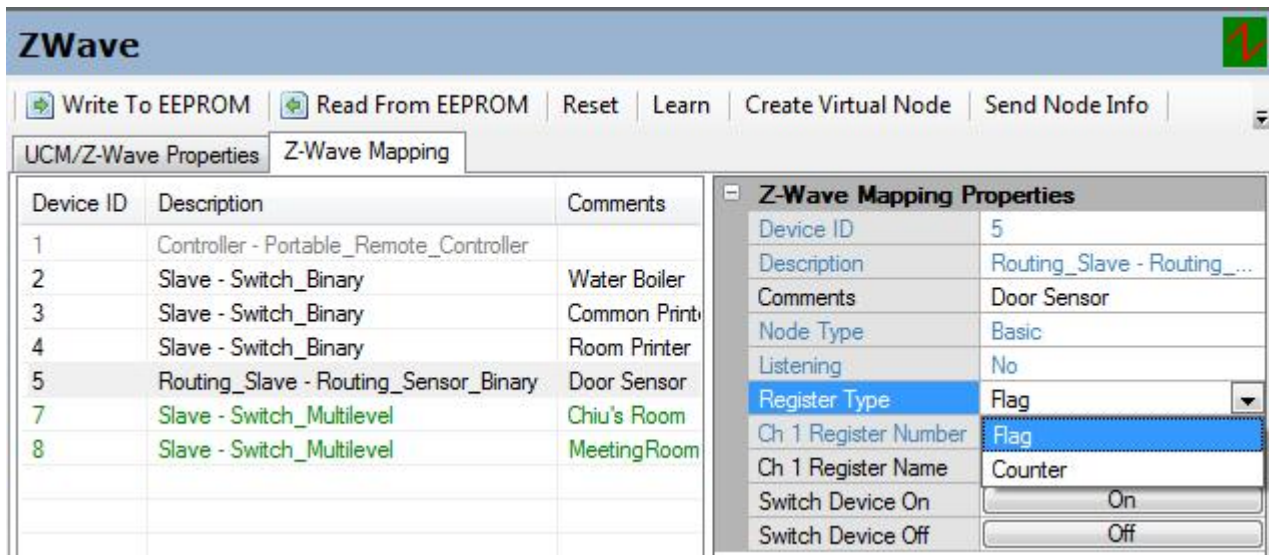 ZWave
Write To EEPROM Read From EEPROM Reset Learn Create Virtual Node Send Node Info
UCM/Z-Wave Properties Z-Wave Mapping
Device ID Description Comments
1 Controller - Portable_Remote_Controller
2 Slave - Switch_Binary Water Boiler
3 Slave - Switch_Binary Common Print
4 Slave - Switch_Binary Room Printer
5 Routing_Slave - Routing_Sensor_Binary Door Sensor
7 Slave - Switch_Multilevel Chiu's Room
8 Slave - Switch_Multilevel MeetingRoom
Z-Wave Mapping Properties
Device ID 5
Description Routing_Slave - Routing_...
Comments Door Sensor
Node Type Basic
Listening No
Register Type Flag
Ch 1 Register Number Flag
Ch 1 Register Name Counter
Switch Device On On
Switch Device Off Off